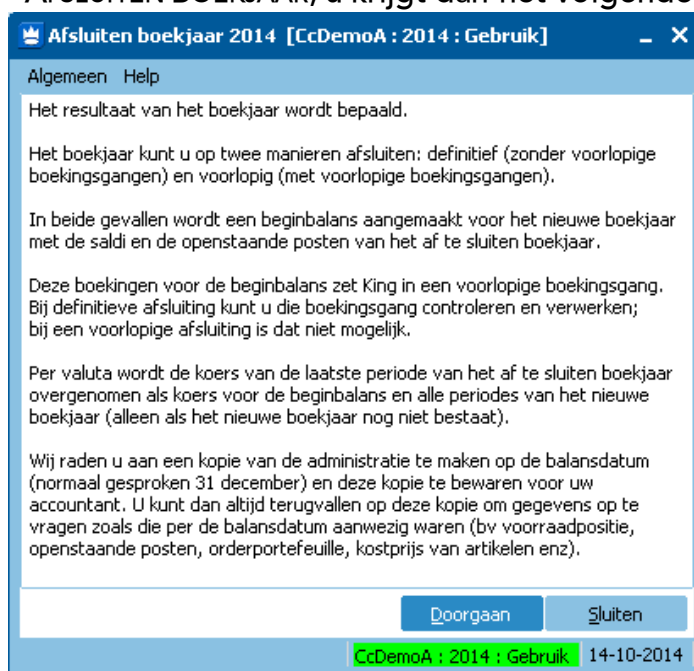 AFSLUITEN BOEKJAAR, u krijgt dan het volgende
Afsluiten boekjaar 2014 [CcDemoA : 2014 : Gebruik]
Algemeen Help
Het resultaat van het boekjaar wordt bepaald.
Het boekjaar kunt u op twee manieren afsluiten: definitief (zonder voorlopige
boekingsgangen) en voorlopig (met voorlopige boekingsgangen).
In beide gevallen wordt een beginbalans aangemaakt voor het nieuwe boekjaar
met de saldi en de openstaande posten van het af te sluiten boekjaar.
Deze boekingen voor de beginbalans zet King in een voorlopige boekingsgang.
Bij definitieve afsluiting kunt u die boekingsgang controleren en verwerken;
bij een voorlopige afsluiting is dat niet mogelijk.
Per valuta wordt de koers van de laatste periode van het af te sluiten boekjaar
overgenomen als koers voor de beginbalans en alle periodes van het nieuwe
boekjaar (alleen als het nieuwe boekjaar nog niet bestaat).
Wij raden u aan een kopie van de administratie te maken op de balansdatum
(normaal gesproken 31 december) en deze kopie te bewaren voor uw
accountant. U kunt dan altijd terugvallen op deze kopie om gegevens op te
vragen zoals die per de balansdatum aanwezig waren (bv voorraadpositie,
openstaande posten, orderportefeuille, kostprijs van artikelen enz).
Doorgaan Sluiten
CcDemoA : 2014 : Gebruik 14-10-2014